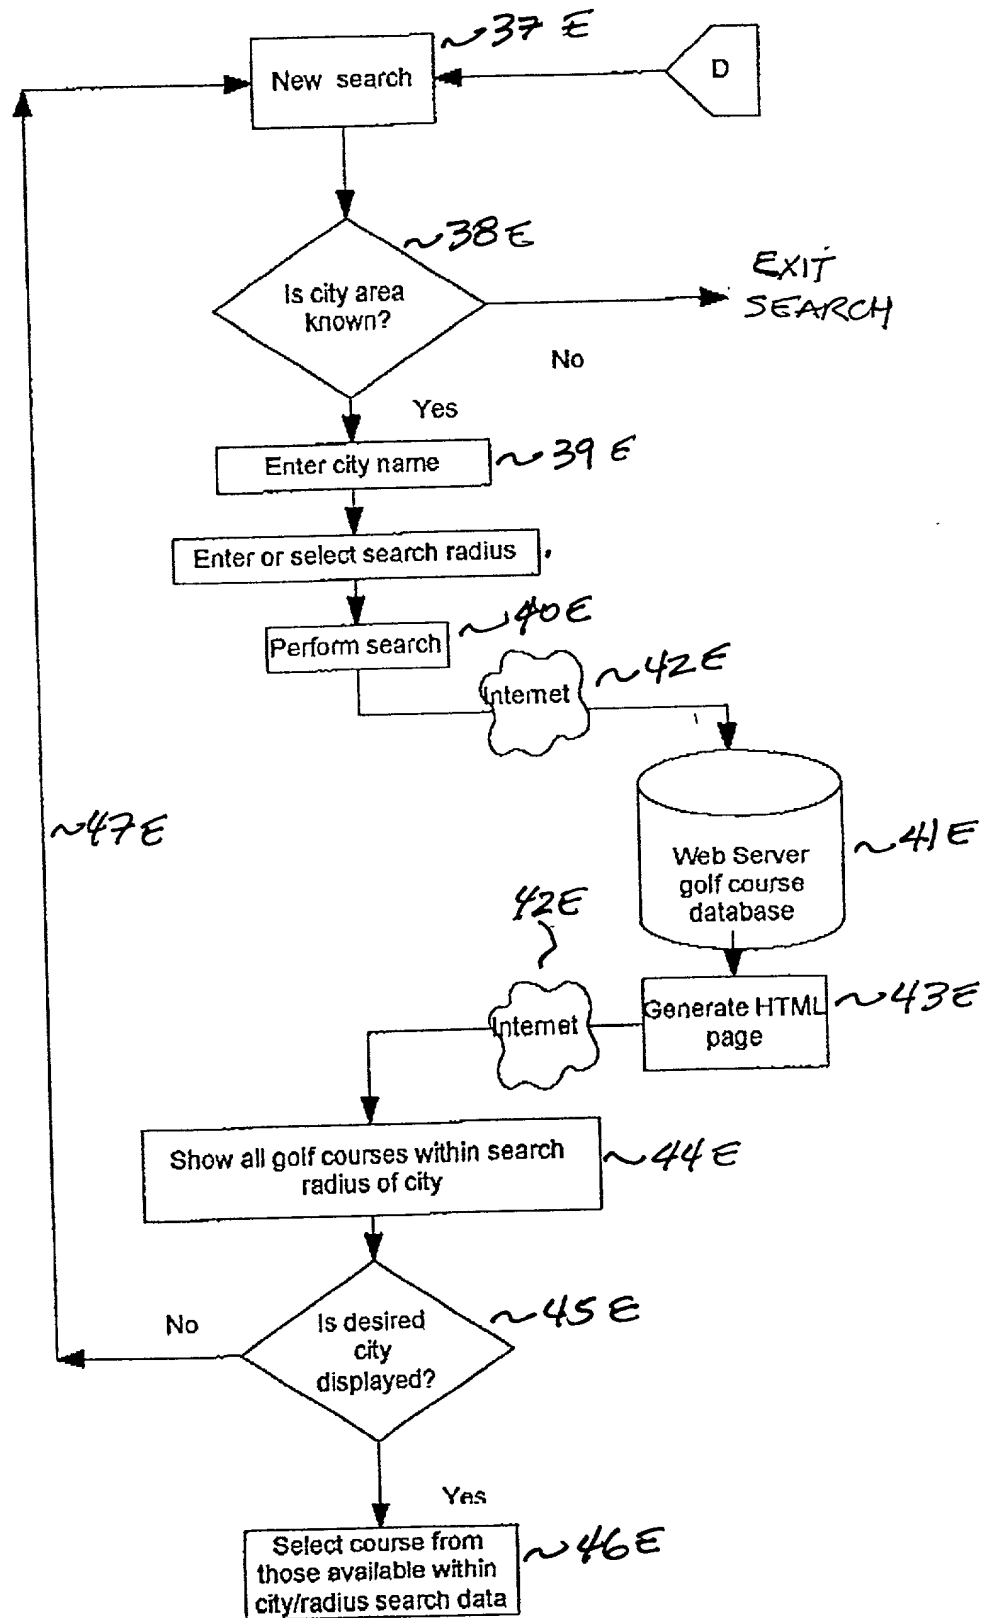 ~37E
New search
D
~38E
Is city area
known?
EXIT
SEARCH
No
Yes
Enter city name
~39E
Enter or select search radius
Perform search
~40E
Internet
~42E
Web Server
golf course
database
~41E
~47E
42E
Internet
Generate HTML
page
~43E
Show all golf courses within search
radius of city
~44E
Is desired
city
displayed?
~45E
No
Yes
Select course from
those available within
city/radius search data
~46E